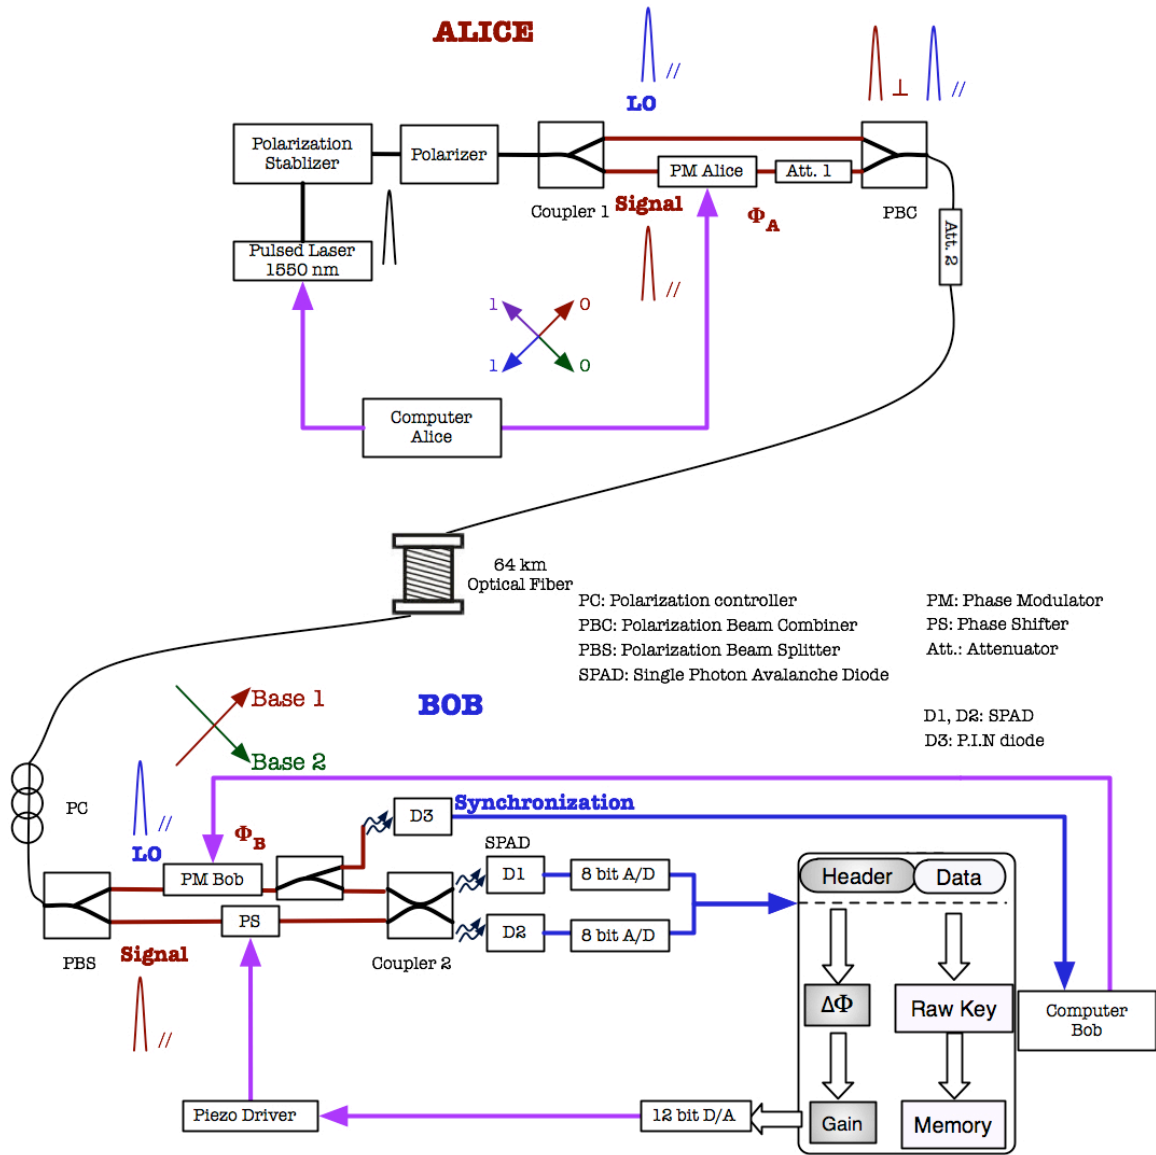 ALICE
//
LO
⊥
//
Polarization
Stablizer
Polarizer
PM Alice
Att. 1
Coupler 1
Signal
Φ_A
PBC
Att. 2
Pulsed Laser
1550 nm
//
1
0
1
0
Computer
Alice
64 km
Optical Fiber
PC: Polarization controller
PBC: Polarization Beam Combiner
PBS: Polarization Beam Splitter
SPAD: Single Photon Avalanche Diode
PM: Phase Modulator
PS: Phase Shifter
Att.: Attenuator
D1, D2: SPAD
D3: P.I.N diode
BOB
Base 1
Base 2
PC
//
LO
Φ_B
D3
Synchronization
SPAD
PM Bob
D1
8 bit A/D
PS
D2
8 bit A/D
PBS
Signal
Coupler 2
//
Header
Data
ΔΦ
Raw Key
Computer
Bob
Piezo Driver
12 bit D/A
Gain
Memory